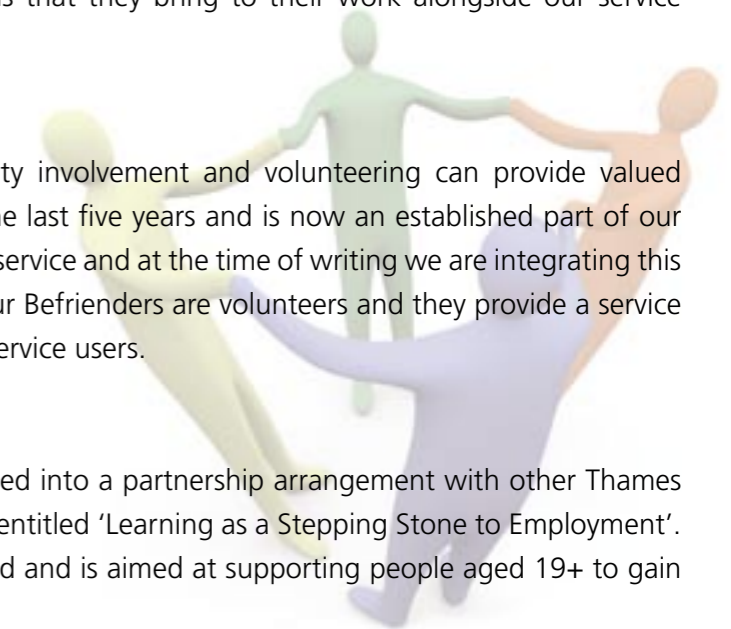 that they bring to their work alongside our service
ty involvement and volunteering can provide valued
e last five years and is now an established part of our
service and at the time of writing we are integrating this
ur Befrienders are volunteers and they provide a service
ervice users.
ed into a partnership arrangement with other Thames
entitled ‘Learning as a Stepping Stone to Employment’.
d and is aimed at supporting people aged 19+ to gain